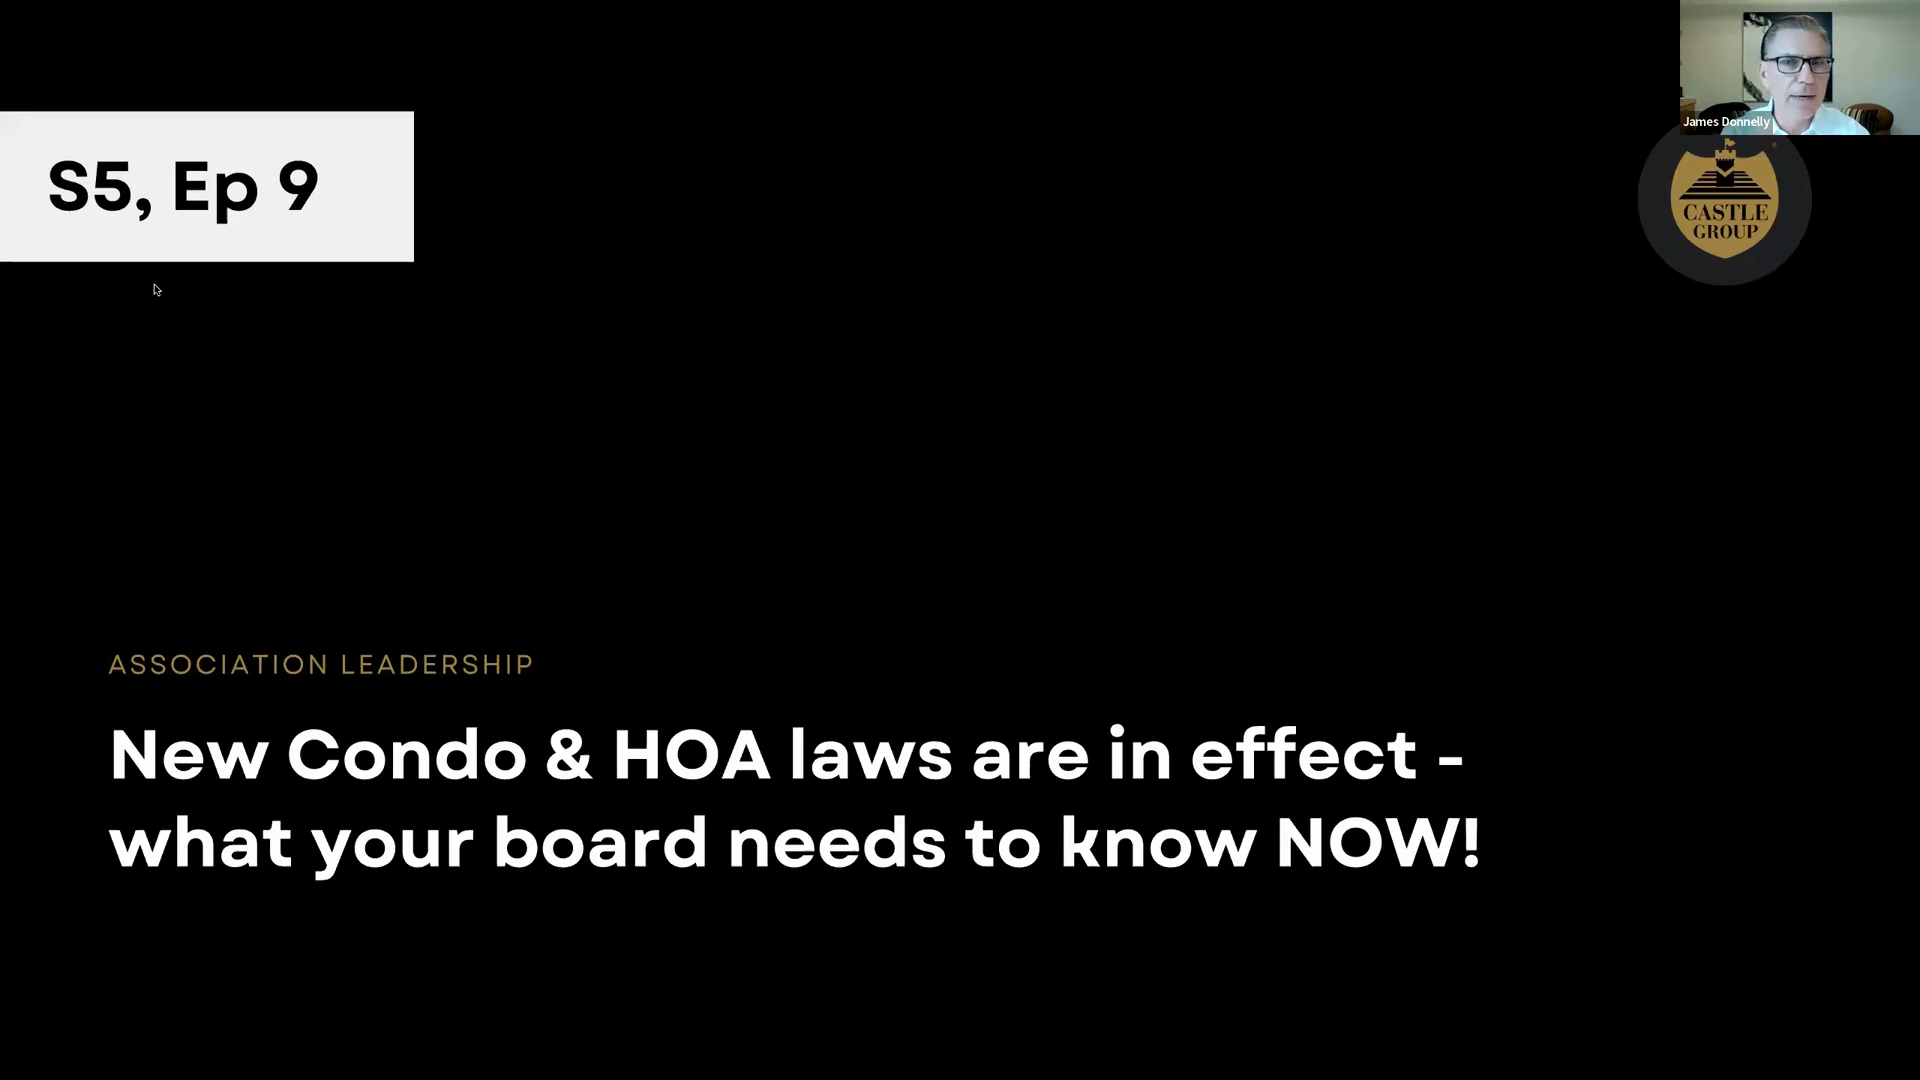 James Donnelly
S5, Ep 9
CASTLE
GROUP
ASSOCIATION LEADERSHIP
New Condo & HOA laws are in effect -
what your board needs to know NOW!